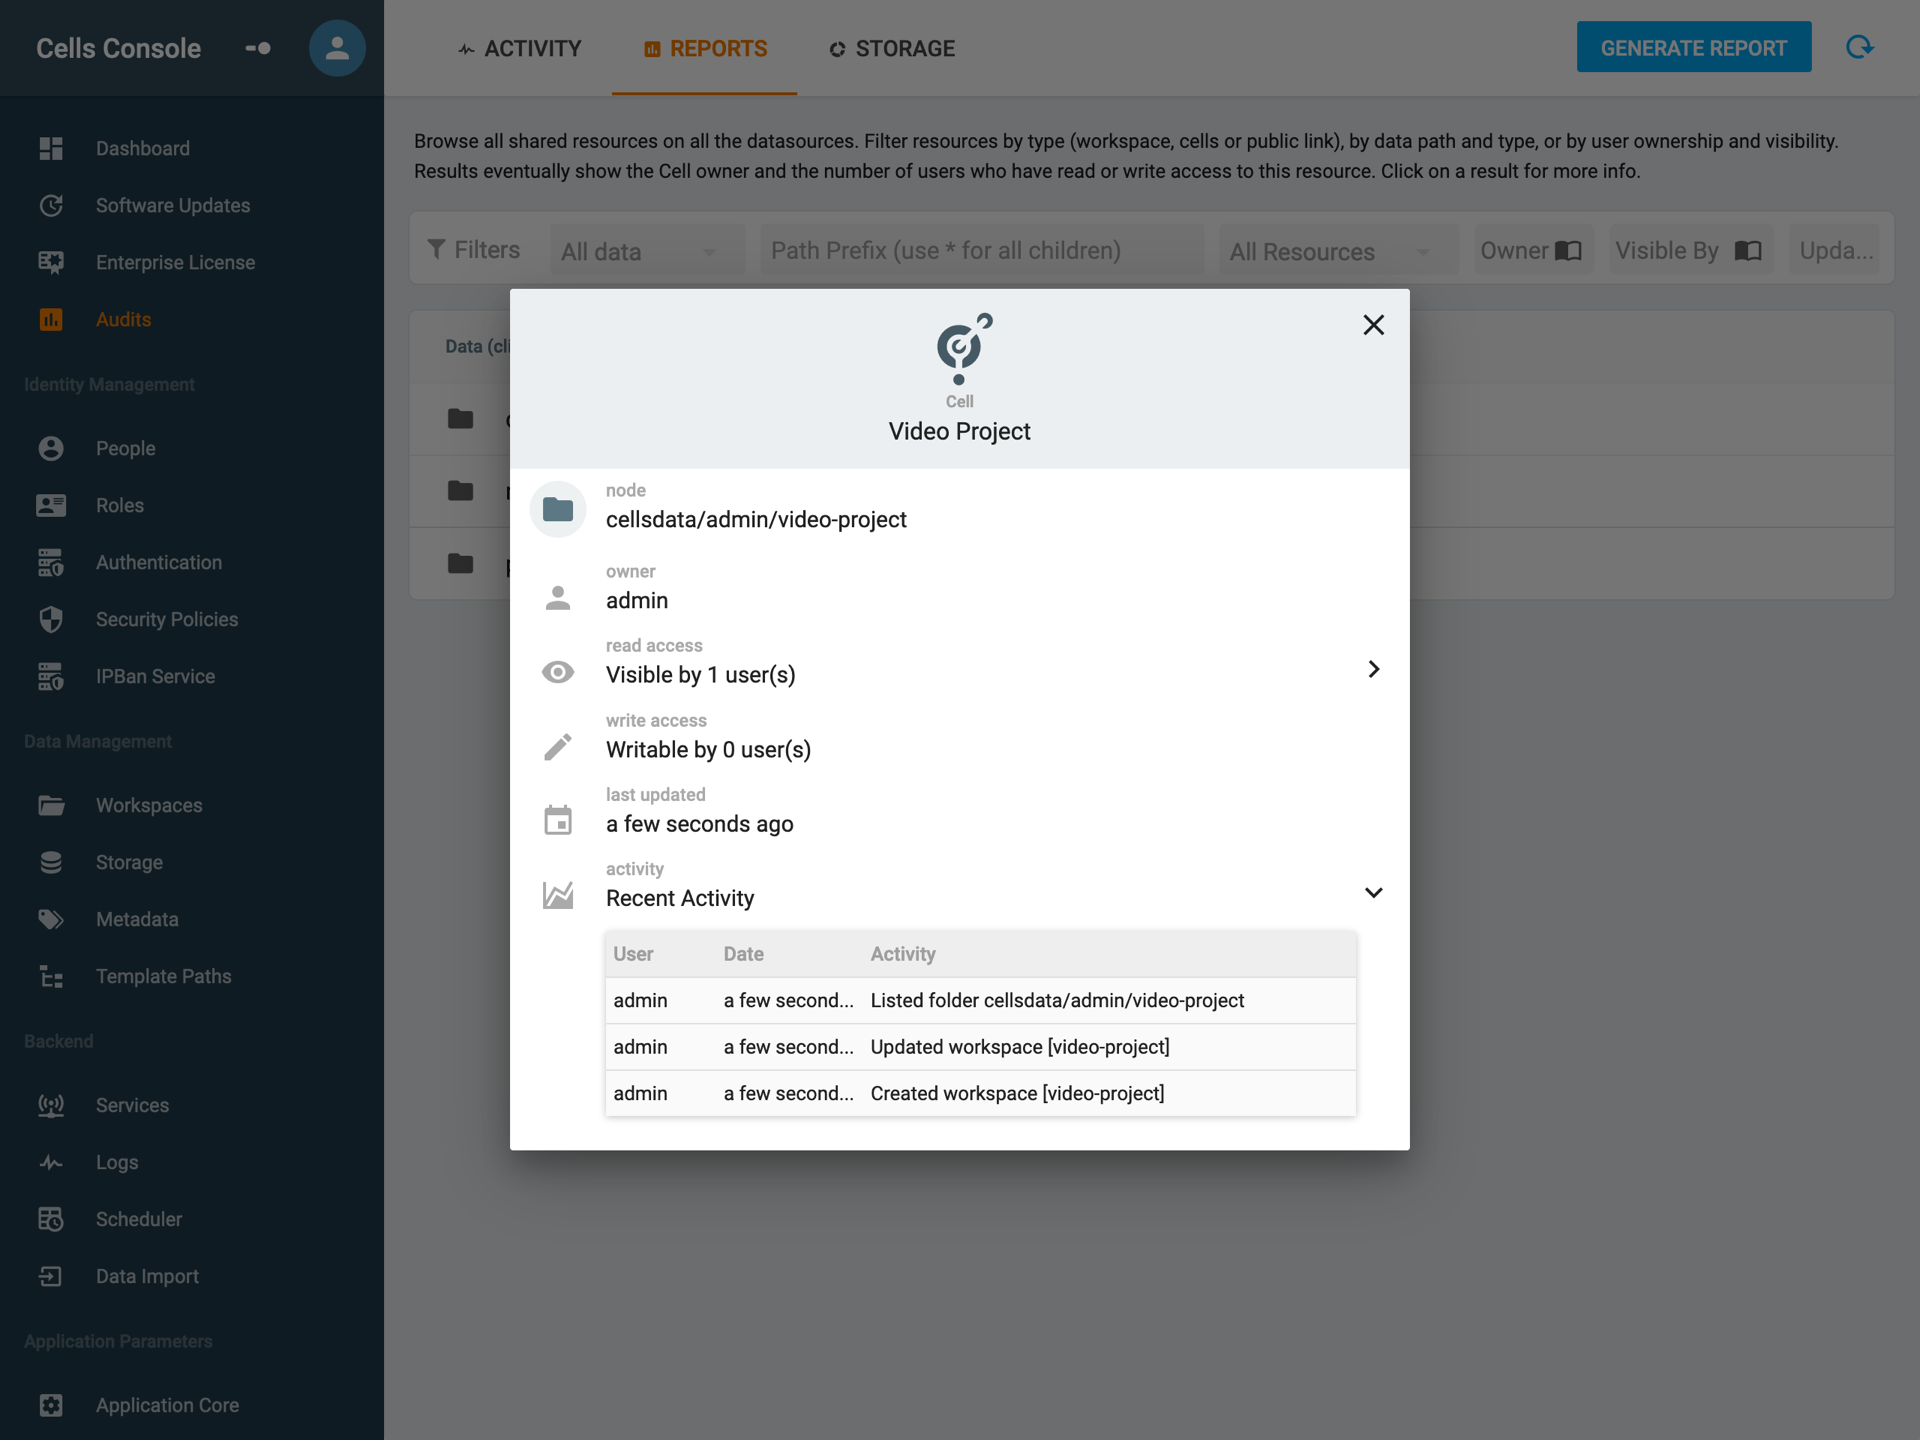 Cells Console
ACTIVITY
REPORTS
STORAGE
GENERATE REPORT
Dashboard
Software Updates
Enterprise License
Audits
Identity Management
People
Roles
Authentication
Security Policies
IPBan Service
Data Management
Workspaces
Storage
Metadata
Template Paths
Backend
Services
Logs
Scheduler
Data Import
Application Parameters
Application Core
Browse all shared resources on all the datasources. Filter resources by type (workspace, cells or public link), by data path and type, or by user ownership and visibility.
Results eventually show the Cell owner and the number of users who have read or write access to this resource. Click on a result for more info.
Filters
All data
Path Prefix (use * for all children)
All Resources
Owner
Visible By
Upda...
Data
Cell
Video Project
node
cellsdata/admin/video-project
owner
admin
read access
Visible by 1 user(s)
write access
Writable by 0 user(s)
last updated
a few seconds ago
activity
Recent Activity
User Date Activity
admin a few second... Listed folder cellsdata/admin/video-project
admin a few second... Updated workspace [video-project]
admin a few second... Created workspace [video-project]